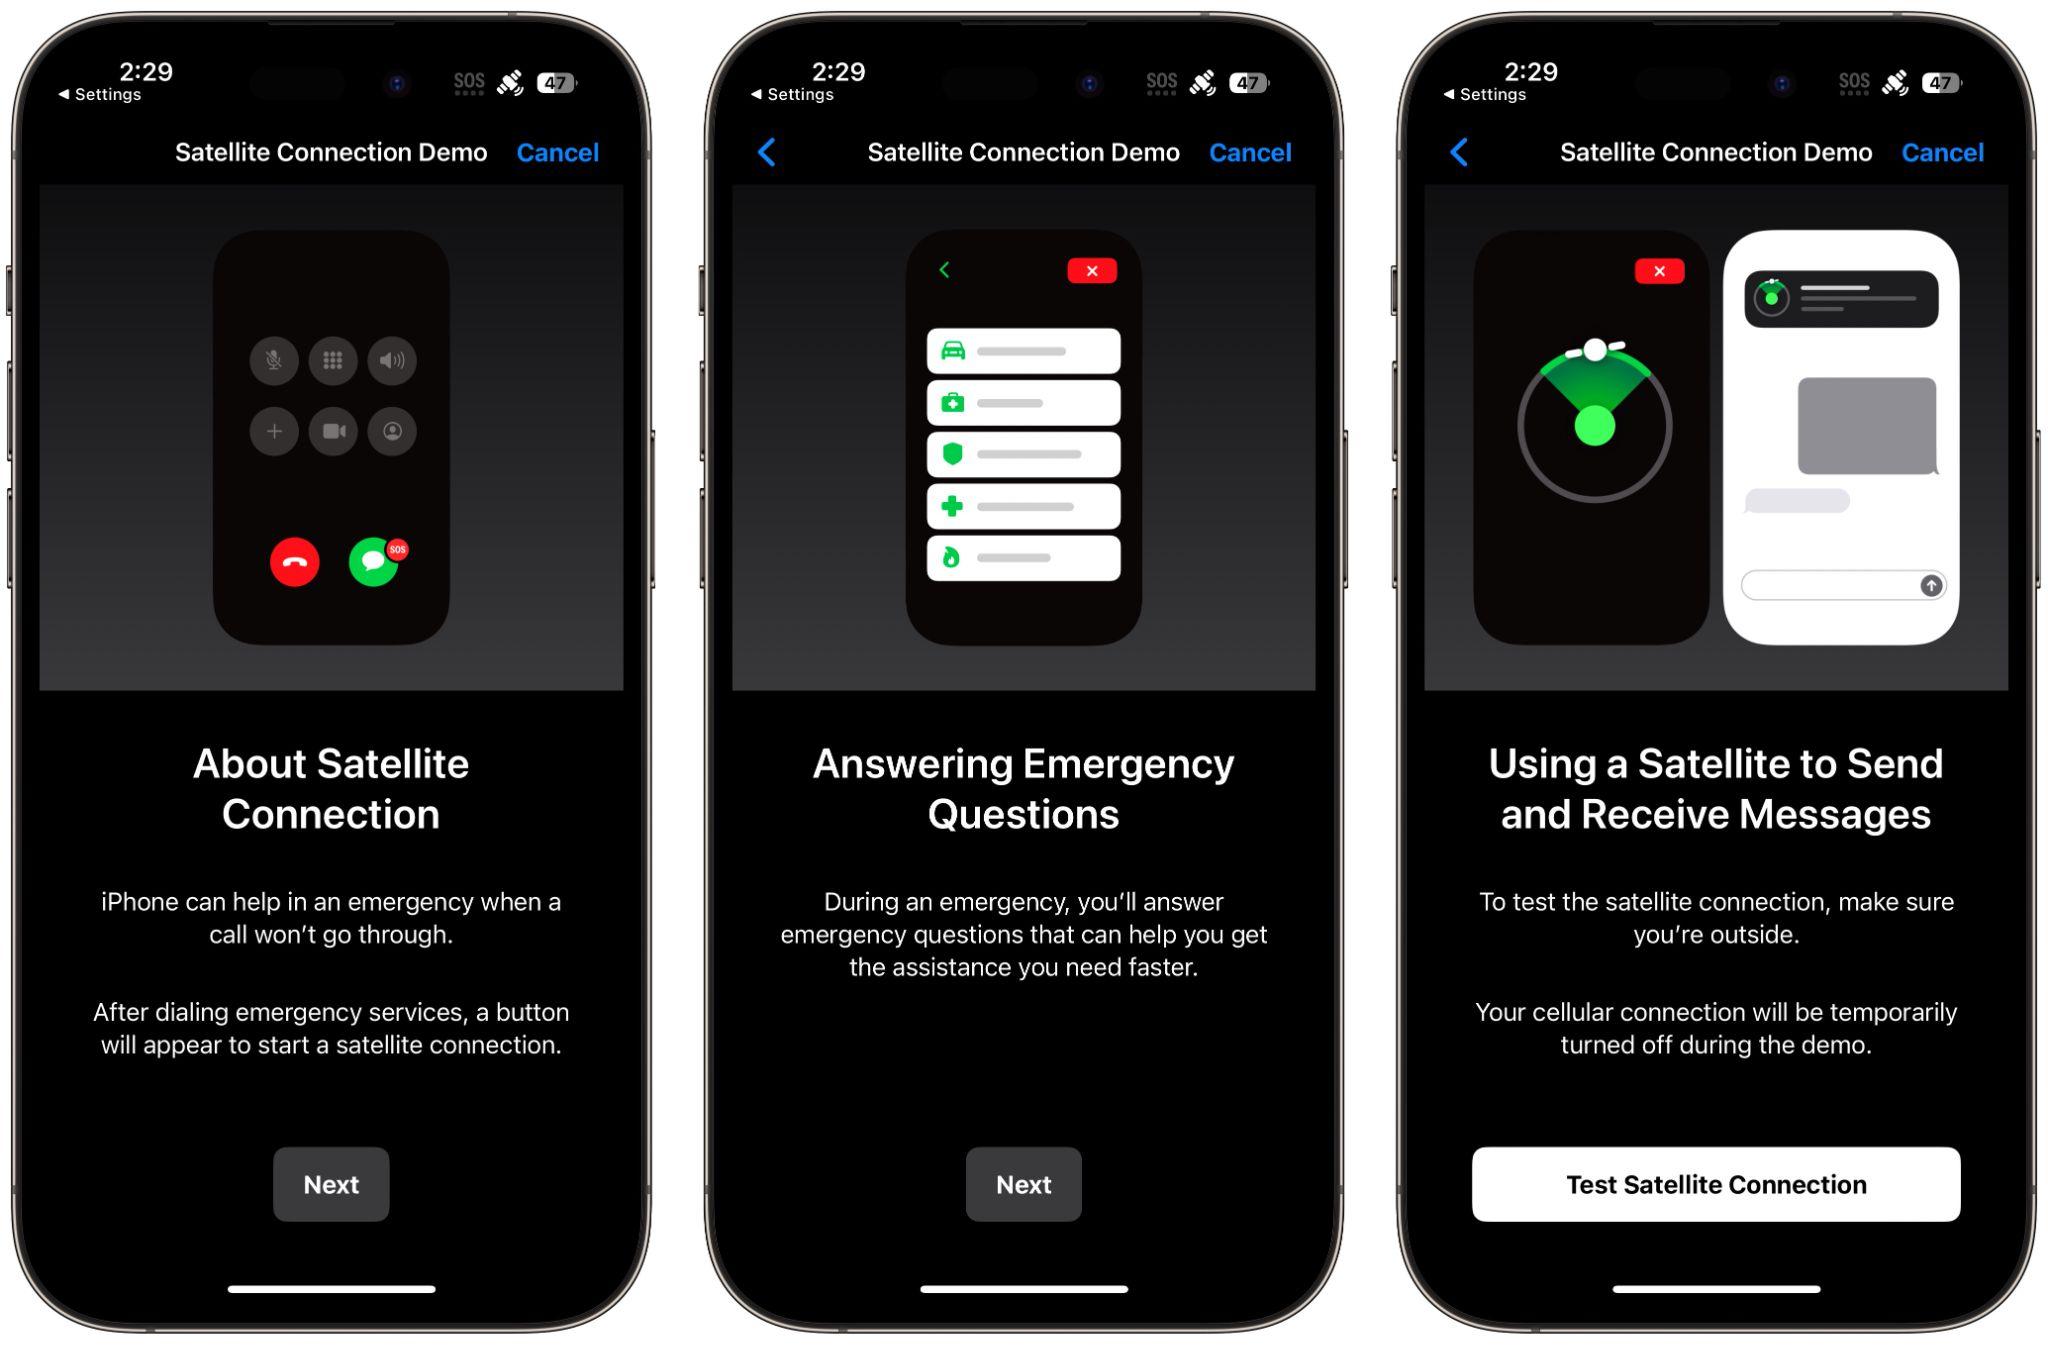 2:29
SOS
47
◀ Settings
Satellite Connection Demo
Cancel
SOS
About Satellite
Connection
iPhone can help in an emergency when a
call won't go through.
After dialing emergency services, a button
will appear to start a satellite connection.
Next
2:29
SOS
47
◀ Settings
Satellite Connection Demo
Cancel
Answering Emergency
Questions
During an emergency, you'll answer
emergency questions that can help you get
the assistance you need faster.
Next
2:29
SOS
47
◀ Settings
Satellite Connection Demo
Cancel
Using a Satellite to Send
and Receive Messages
To test the satellite connection, make sure
you're outside.
Your cellular connection will be temporarily
turned off during the demo.
Test Satellite Connection